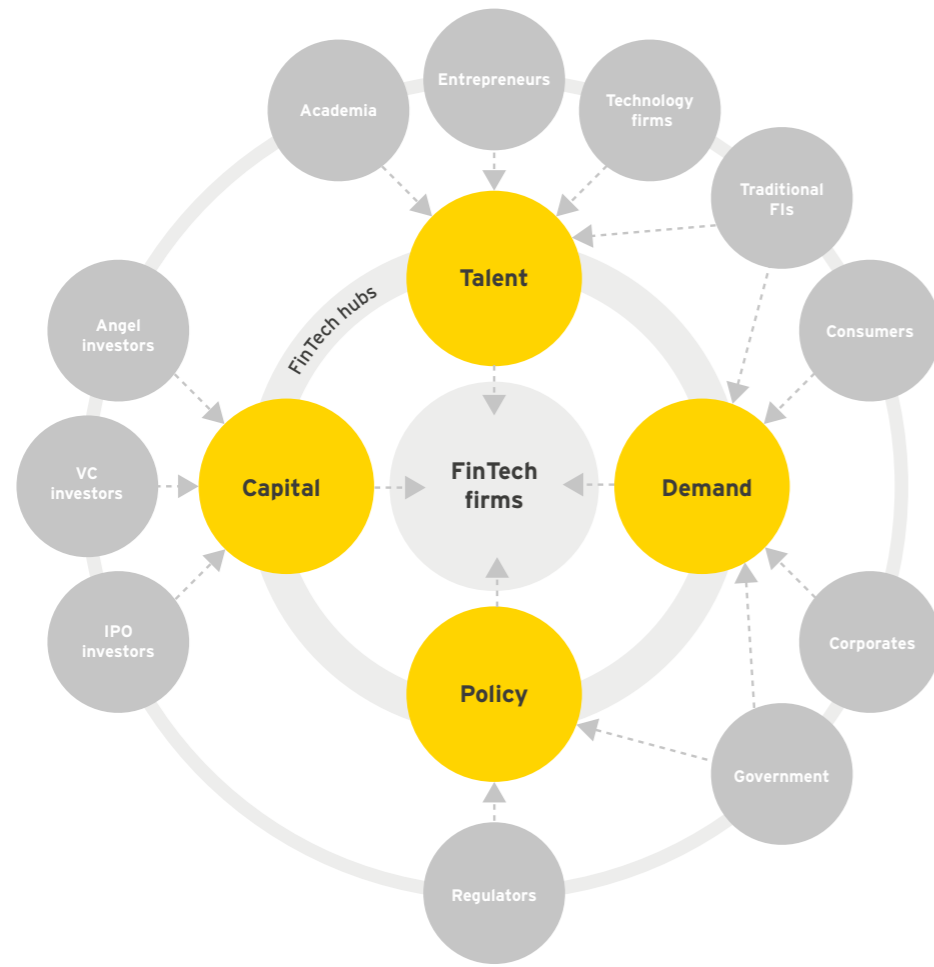 Entrepreneurs
Academia
Technology
firms
Traditional
FIs
Talent
FinTech hubs
Angel
investors
Consumers
VC
investors
Capital
FinTech
firms
Demand
IPO
investors
Corporates
Policy
Government
Regulators